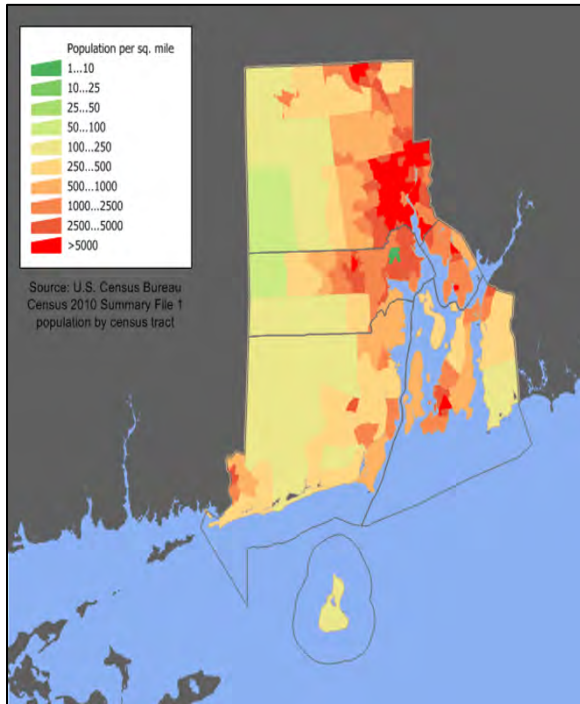 Population per sq. mile
1...10
10...25
25...50
50...100
100...250
250...500
500...1000
1000...2500
2500...5000
>5000
Source: U.S. Census Bureau
Census 2010 Summary File 1
population by census tract